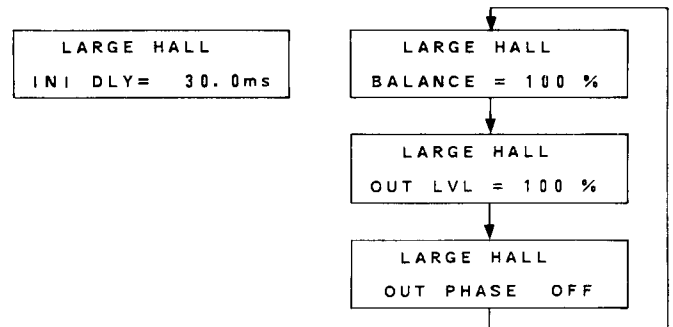 LARGE HALL
INI DLY= 30.0ms
LARGE HALL
BALANCE = 100 %
LARGE HALL
OUT LVL = 100 %
LARGE HALL
OUT PHASE OFF